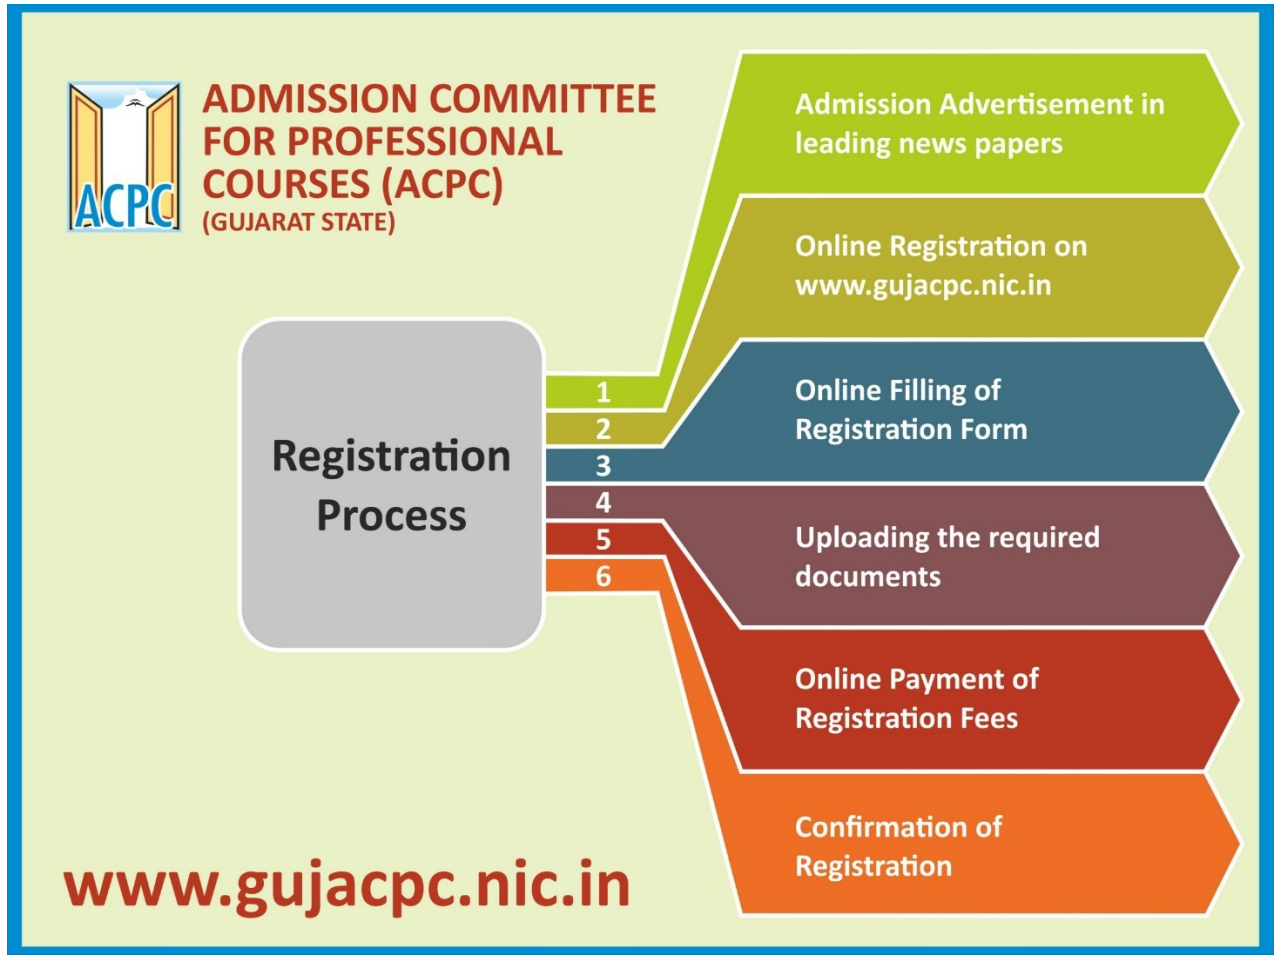 ACPC
ADMISSION COMMITTEE
FOR PROFESSIONAL
COURSES (ACPC)
(GUJARAT STATE)
Registration
Process
1
2
3
4
5
6
Admission Advertisement in
leading news papers
Online Registration on
www.gujacpc.nic.in
Online Filling of
Registration Form
Uploading the required
documents
Online Payment of
Registration Fees
Confirmation of
Registration
www.gujacpc.nic.in